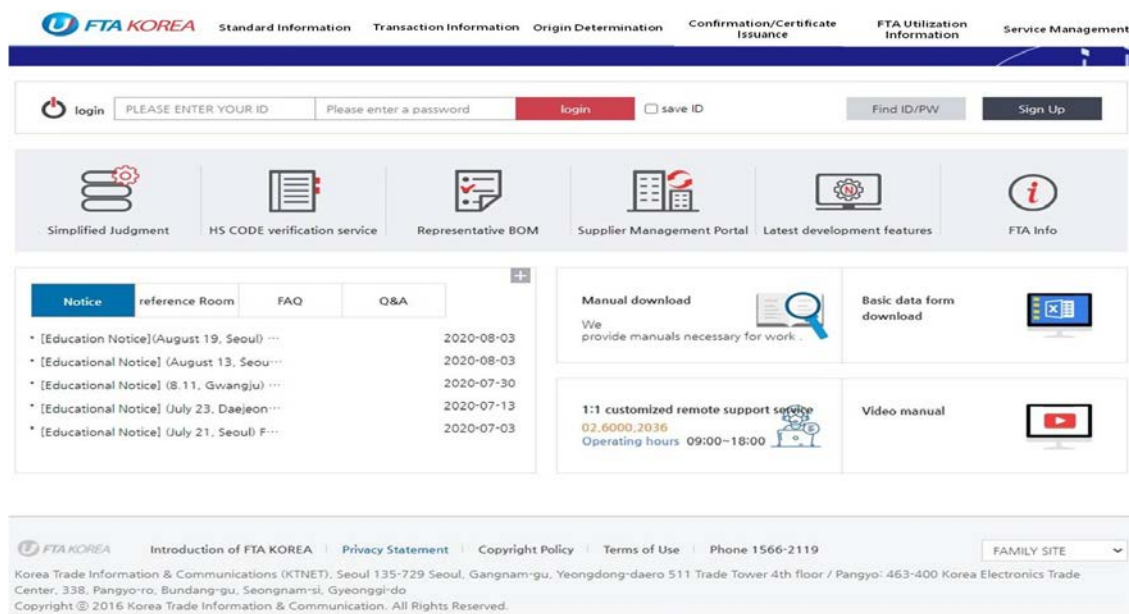 FTA KOREA
Standard Information Transaction Information Origin Determination Confirmation/Certificate Issuance FTA Utilization Information Service Management
login PLEASE ENTER YOUR ID Please enter a password login save ID Find ID/PW Sign Up
Simplified Judgment HS CODE verification service Representative BOM Supplier Management Portal Latest development features FTA Info
Notice reference Room FAQ Q&A
[Education Notice](August 19, Seoul) ··· 2020-08-03
[Educational Notice] (August 13, Seou··· 2020-08-03
[Educational Notice] (8.11, Gwangju) ··· 2020-07-30
[Educational Notice] (July 23, Daejeon··· 2020-07-13
[Educational Notice] (July 21, Seoul) F··· 2020-07-03
Manual download
We
provide manuals necessary for work .
Basic data form
download
1:1 customized remote support service
02,6000,2036
Operating hours 09:00~18:00
Video manual
FTA KOREA Introduction of FTA KOREA Privacy Statement Copyright Policy Terms of Use Phone 1566-2119 FAMILY SITE
Korea Trade Information & Communications (KTNET), Seoul 135-729 Seoul, Gangnam-gu, Yeongdong-daero 511 Trade Tower 4th floor / Pangyo: 463-400 Korea Electronics Trade
Center, 338, Pangyo-ro, Bundang-gu, Seongnam-si, Gyeonggi-do
Copyright ⓒ 2016 Korea Trade Information & Communication. All Rights Reserved.